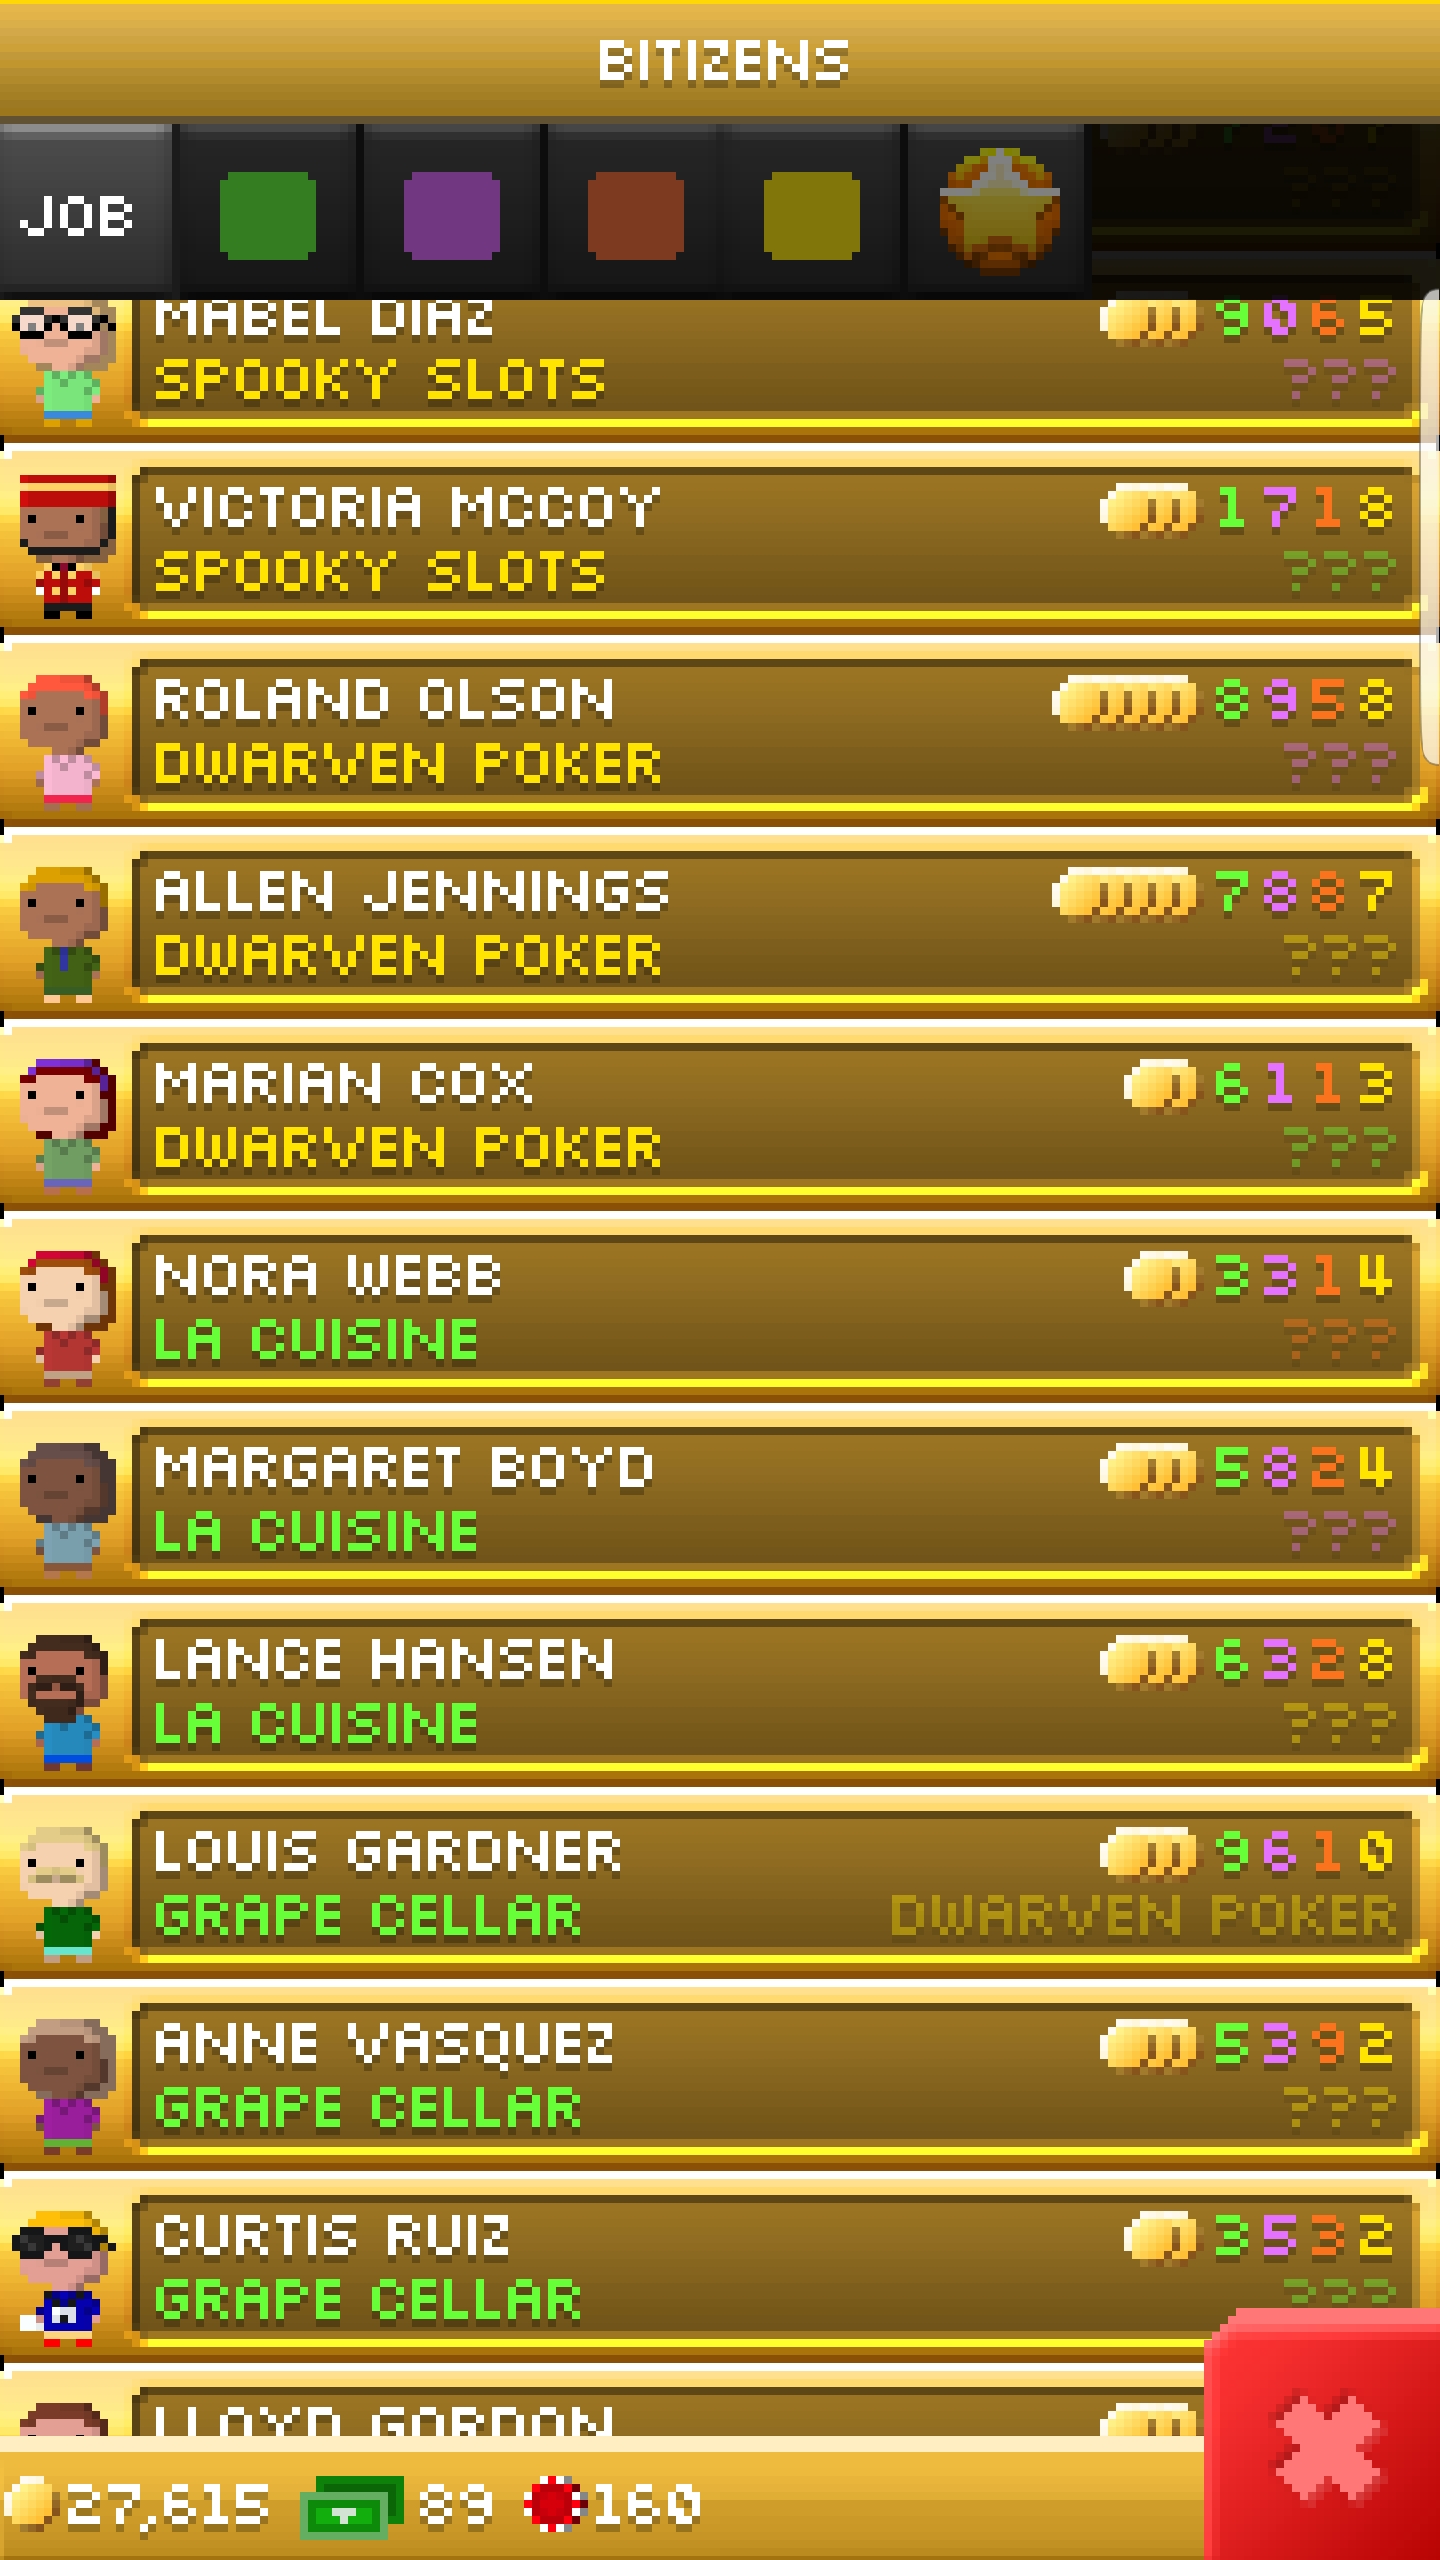 BITIZENS
JOB
MABEL DIAZ 9065
SPOOKY SLOTS ???
VICTORIA MCCOY 1718
SPOOKY SLOTS ???
ROLAND OLSON 8958
DWARVEN POKER ???
ALLEN JENNINGS 7887
DWARVEN POKER ???
MARIAN COX 6113
DWARVEN POKER ???
NORA WEBB 3314
LA CUISINE ???
MARGARET BOYD 5824
LA CUISINE ???
LANCE HANSEN 6328
LA CUISINE ???
LOUIS GARDNER 9610
GRAPE CELLAR DWARVEN POKER
ANNE VASQUEZ 5392
GRAPE CELLAR ???
CURTIS RUIZ 3532
GRAPE CELLAR ???
LLOYD GORDON
27,615 89 160